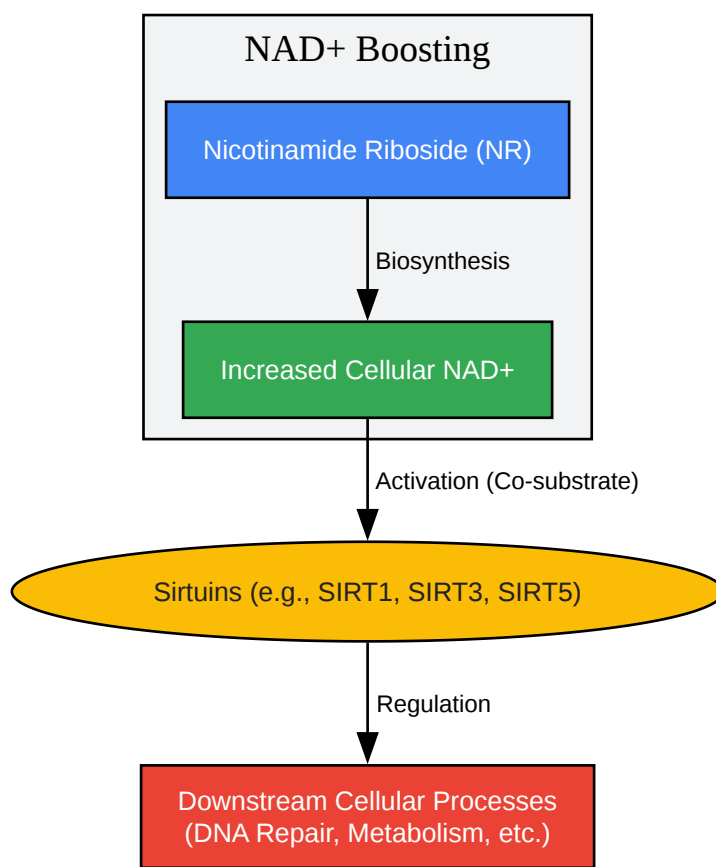 NAD+ Boosting
Nicotinamide Riboside (NR)
Biosynthesis
Increased Cellular NAD+
Activation (Co-substrate)
Sirtuins (e.g., SIRT1, SIRT3, SIRT5)
Regulation
Downstream Cellular Processes
(DNA Repair, Metabolism, etc.)